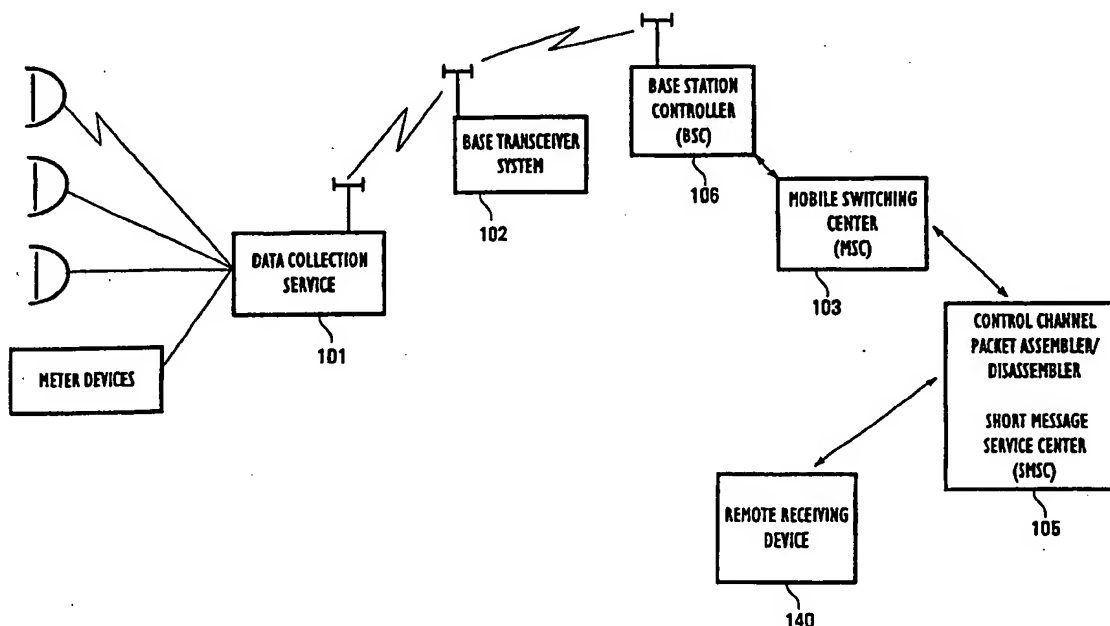 BASE STATION
CONTROLLER
(BSC)
106
BASE TRANSCEIVER
SYSTEM
102
MOBILE SWITCHING
CENTER
(MSC)
103
DATA COLLECTION
SERVICE
101
METER DEVICES
CONTROL CHANNEL
PACKET ASSEMBLER/
DISASSEMBLER
SHORT MESSAGE
SERVICE CENTER
(SMSC)
105
REMOTE RECEIVING
DEVICE
140